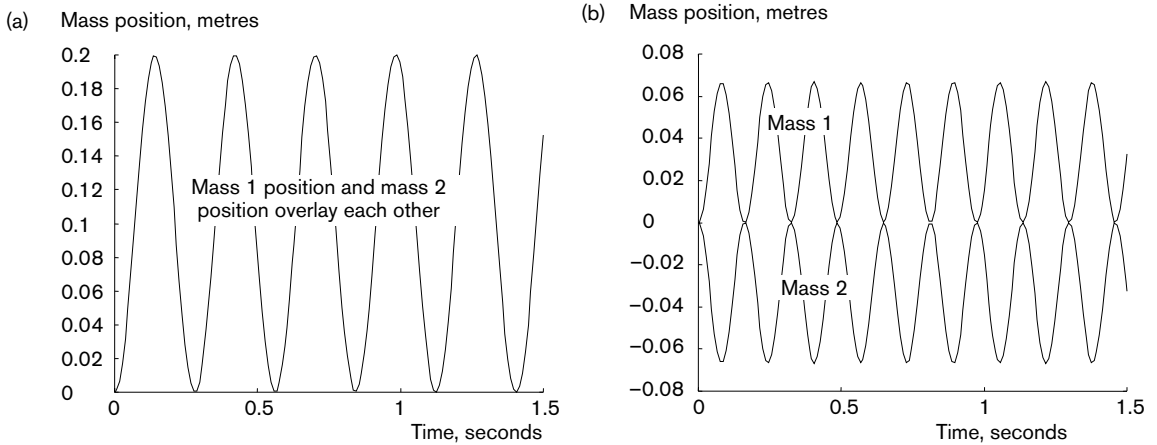 (a) Mass position, metres
0.2
0.18
0.16
0.14
0.12
0.10
0.08
0.06
0.04
0.02
0
Mass 1 position and mass 2
position overlay each other
0 0.5 1 1.5
Time, seconds
(b) Mass position, metres
0.08
0.06
0.04
0.02
0
−0.02
−0.04
−0.06
−0.08
Mass 1
Mass 2
0 0.5 1 1.5
Time, seconds